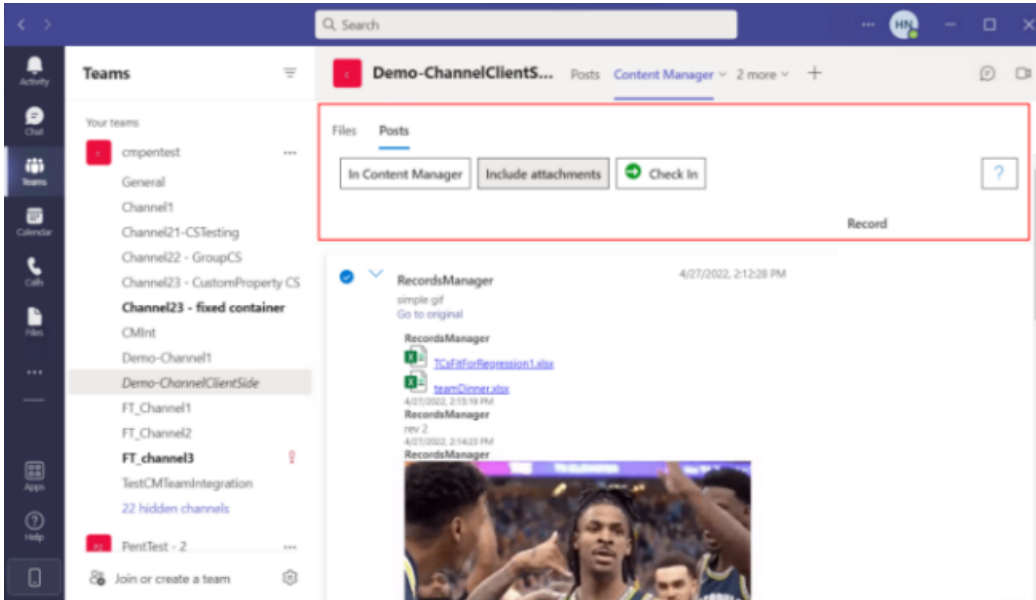 Search
HN
Activity
Chat
Teams
Calendar
Calls
Files
Apps
Help
Teams
Your teams
cmpentest
General
Channel1
Channel21-CSTesting
Channel22 - GroupCS
Channel23 - CustomProperty CS
Channel23 - fixed container
CMInt
Demo-Channel1
Demo-ChannelClientSide
FT_Channel1
FT_Channel2
FT_channel3
TestCMTeamIntegration
22 hidden channels
PentTest - 2
Join or create a team
Demo-ChannelClientS... Posts Content Manager 2 more
Files Posts
In Content Manager Include attachments Check In ?
Record
RecordsManager 4/27/2022, 2:12:28 PM
simple gif
Go to original
RecordsManager
TCsFitForRegression1.xlsx
teamDinner.xlsx
4/27/2022, 2:15:19 PM
RecordsManager
rev 2
4/27/2022, 2:14:23 PM
RecordsManager